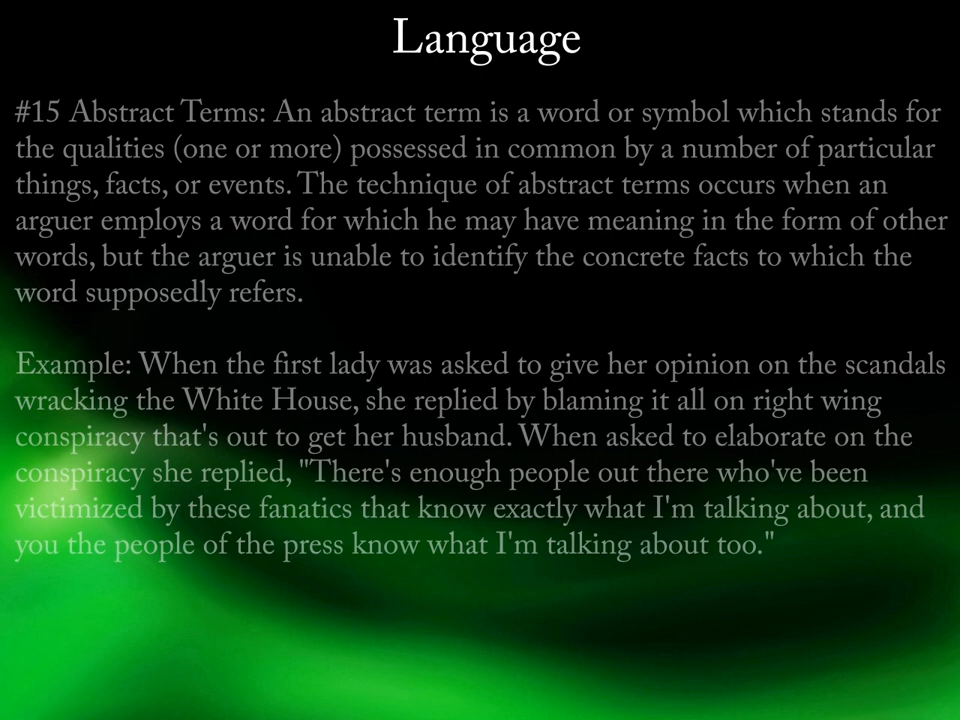 Language
#15 Abstract Terms: An abstract term is a word or symbol which stands for
the qualities (one or more) possessed in common by a number of particular
things, facts, or events. The technique of abstract terms occurs when an
arguer employs a word for which he may have meaning in the form of other
words, but the arguer is unable to identify the concrete facts to which the
word supposedly refers.
Example: When the first lady was asked to give her opinion on the scandals
wracking the White House, she replied by blaming it all on right wing
conspiracy that's out to get her husband. When asked to elaborate on the
conspiracy she replied, "There's enough people out there who've been
victimized by these fanatics that know exactly what I'm talking about, and
you the people of the press know what I'm talking about too."